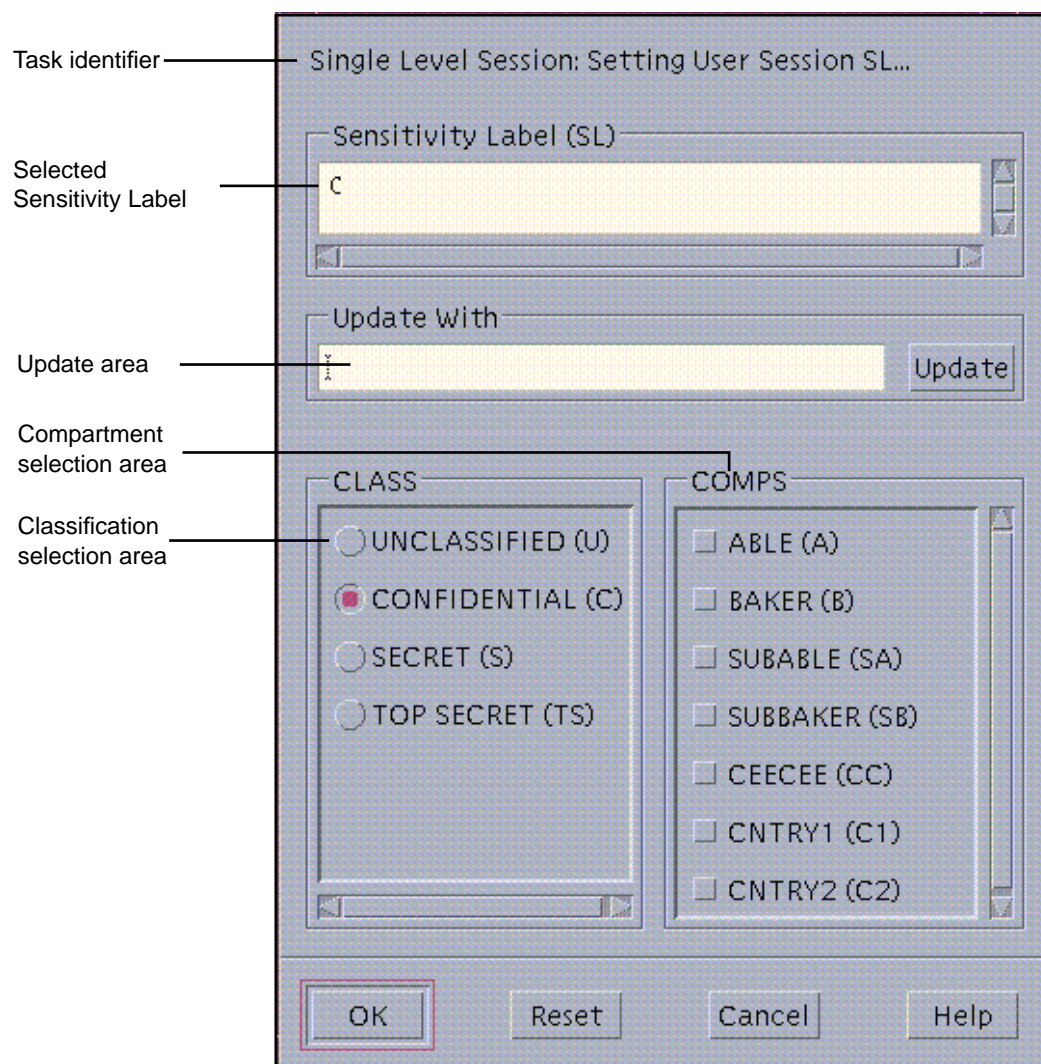 Task identifier
Single Level Session: Setting User Session SL...
Sensitivity Label (SL)
Selected
Sensitivity Label
C
Update With
Update area
Update
Compartment
selection area
CLASS
COMPS
Classification
selection area
UNCLASSIFIED (U)
CONFIDENTIAL (C)
SECRET (S)
TOP SECRET (TS)
ABLE (A)
BAKER (B)
SUBABLE (SA)
SUBBAKER (SB)
CEECEE (CC)
CNTRY1 (C1)
CNTRY2 (C2)
OK
Reset
Cancel
Help